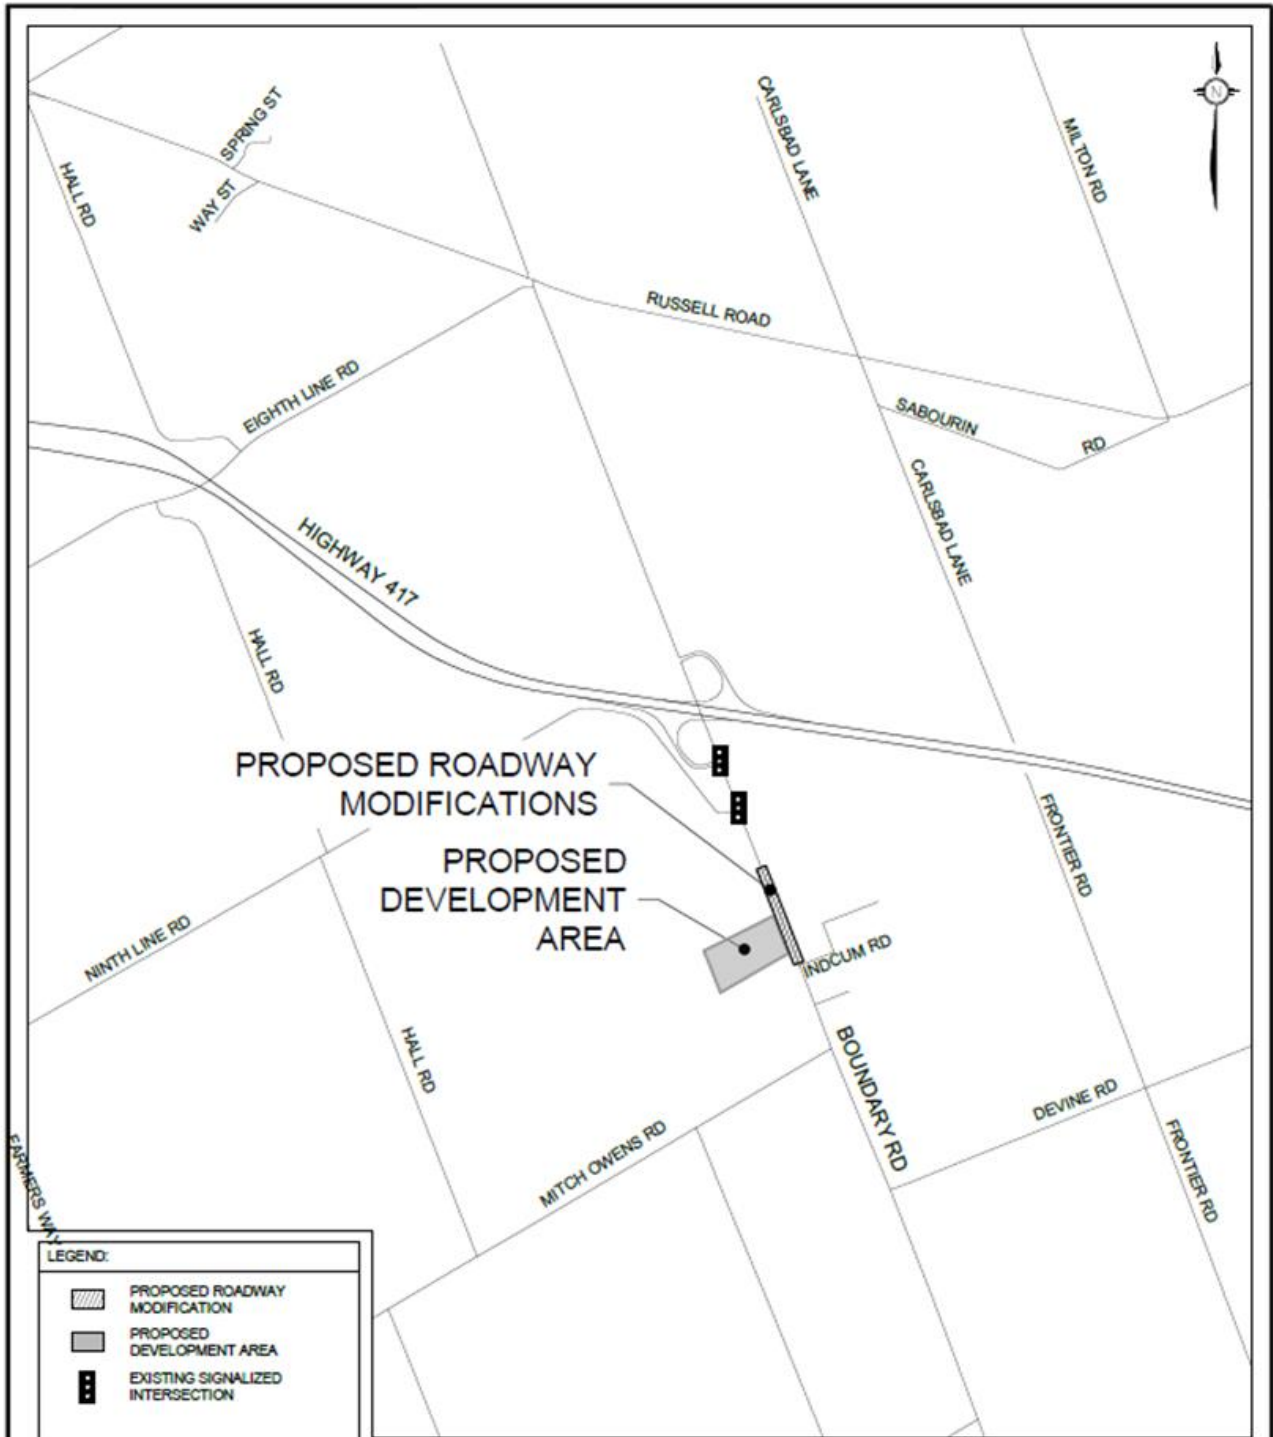 N
CARLSBAD LANE
SPRING ST
MILTON RD
HALL RD
WAY ST
RUSSELL ROAD
EIGHTH LINE RD
SABOURIN
RD
CARLSBAD LANE
HIGHWAY 417
HALL RD
PROPOSED ROADWAY
MODIFICATIONS
FRONTIER RD
PROPOSED
DEVELOPMENT
AREA
NINTH LINE RD
INDCUM RD
HALL RD
BOUNDARY RD
DEVINE RD
MITCH OWENS RD
FRONTIER RD
FARMERS WAY
LEGEND:
PROPOSED ROADWAY
MODIFICATION
PROPOSED
DEVELOPMENT AREA
EXISTING SIGNALIZED
INTERSECTION